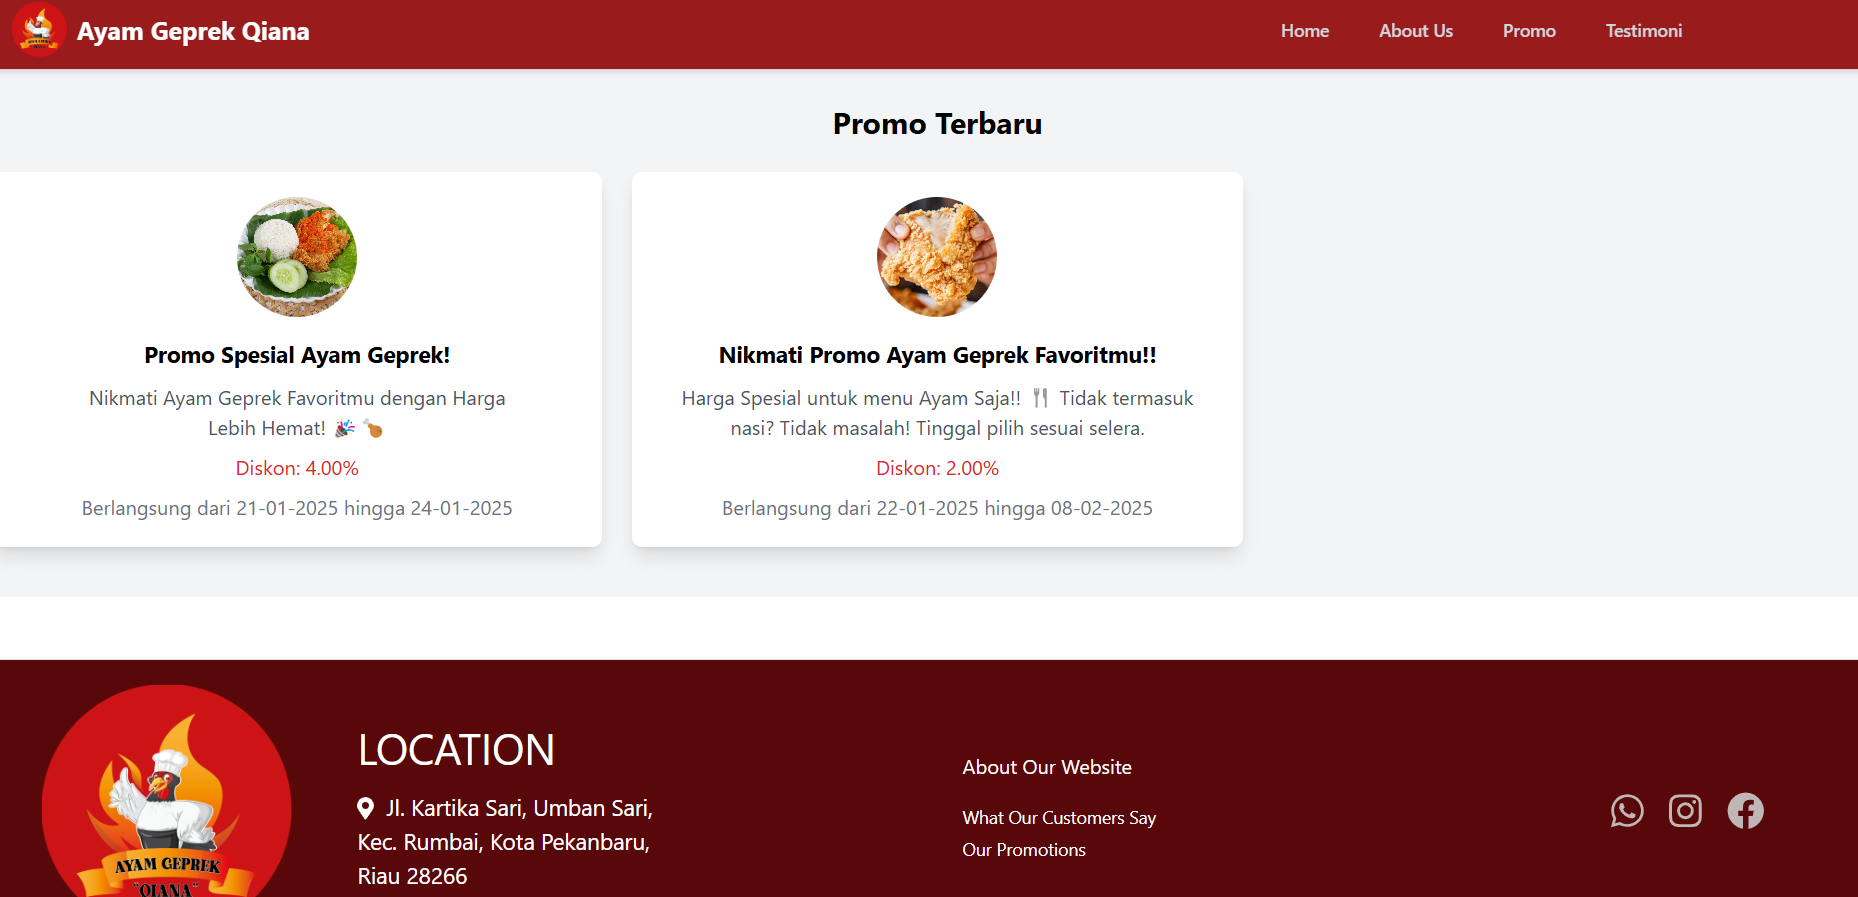 Ayam Geprek Qiana
Home
About Us
Promo
Testimoni
Promo Terbaru
Promo Spesial Ayam Geprek!
Nikmati Ayam Geprek Favoritmu dengan Harga
Lebih Hemat! 🎉 🍗
Diskon: 4.00%
Berlangsung dari 21-01-2025 hingga 24-01-2025
Nikmati Promo Ayam Geprek Favoritmu!!
Harga Spesial untuk menu Ayam Saja!! 🍴 Tidak termasuk
nasi? Tidak masalah! Tinggal pilih sesuai selera.
Diskon: 2.00%
Berlangsung dari 22-01-2025 hingga 08-02-2025
AYAM GEPREK
"QIANA"
LOCATION
Jl. Kartika Sari, Umban Sari,
Kec. Rumbai, Kota Pekanbaru,
Riau 28266
About Our Website
What Our Customers Say
Our Promotions